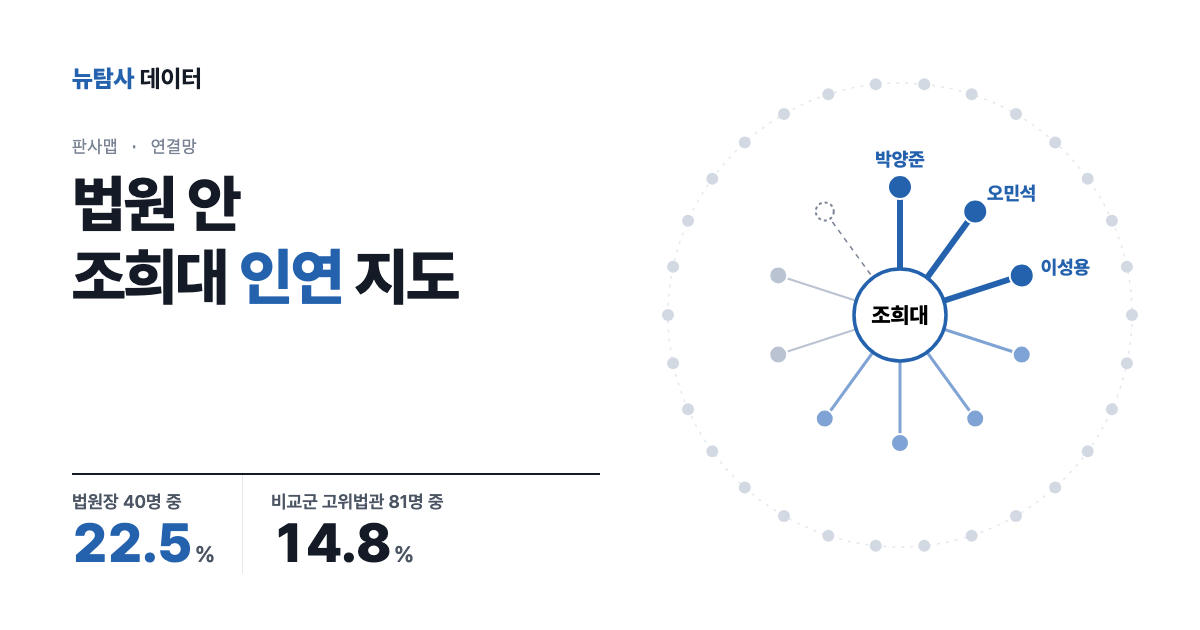 뉴탐사 데이터
판사맵 · 연결망
법원 안
조희대 인연 지도
법원장 40명 중
22.5%
비교군 고위법관 81명 중
14.8%
박양준
오민석
이성용
조희대